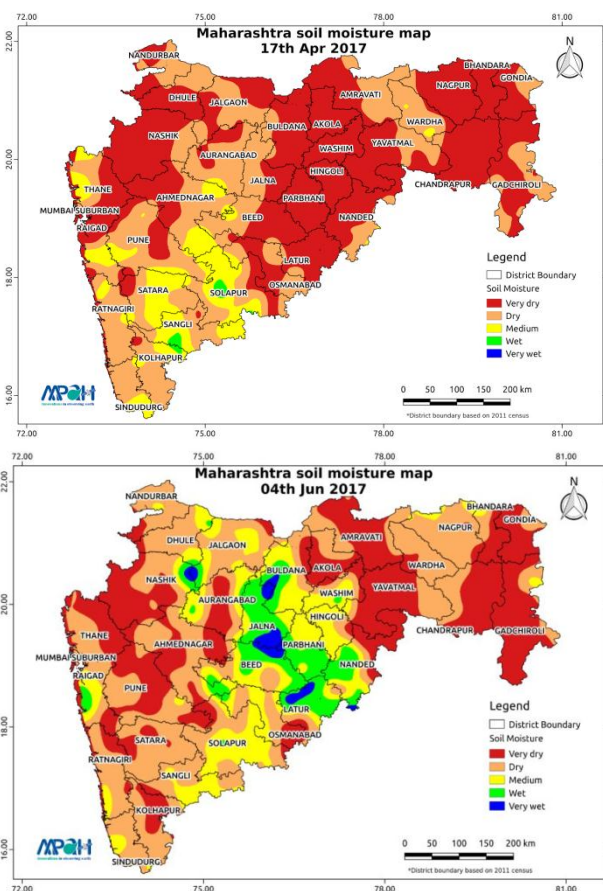 72.00 75.00 78.00 81.00
Maharashtra soil moisture map
17th Apr 2017
N
22.00
20.00
18.00
16.00
NANDURBAR
BHANDARA
GONDIA
NAGPUR
DHULE
JALGAON
AMRAVATI
BULDANA
AKOLA
WARDHA
NASHIK
WASHIM
YAVATMAL
AURANGABAD
HINGOLI
JALNA
CHANDRAPUR
GADCHIROLI
THANE
AHMEDNAGAR
PARBHANI
MUMBAI SUBURBAN
BEED
NANDED
RAIGAD
PUNE
LATUR
OSMANABAD
SATARA
SOLAPUR
RATNAGIRI
SANGLI
KOLHAPUR
SINDUDURG
Legend
District Boundary
Soil Moisture
Very dry
Dry
Medium
Wet
Very wet
0 50 100 150 200 km
*District boundary based on 2011 census
72.00 75.00 78.00 81.00
72.00 75.00 78.00 81.00
Maharashtra soil moisture map
04th Jun 2017
N
22.00
20.00
18.00
16.00
NANDURBAR
BHANDARA
GONDIA
NAGPUR
DHULE
JALGAON
AMRAVATI
BULDANA
AKOLA
WARDHA
NASHIK
WASHIM
YAVATMAL
AURANGABAD
HINGOLI
JALNA
CHANDRAPUR
GADCHIROLI
THANE
AHMEDNAGAR
PARBHANI
MUMBAI SUBURBAN
BEED
NANDED
RAIGAD
PUNE
LATUR
OSMANABAD
SATARA
SOLAPUR
RATNAGIRI
SANGLI
KOLHAPUR
SINDUDURG
Legend
District Boundary
Soil Moisture
Very dry
Dry
Medium
Wet
Very wet
0 50 100 150 200 km
*District boundary based on 2011 census
72.00 75.00 78.00 81.00